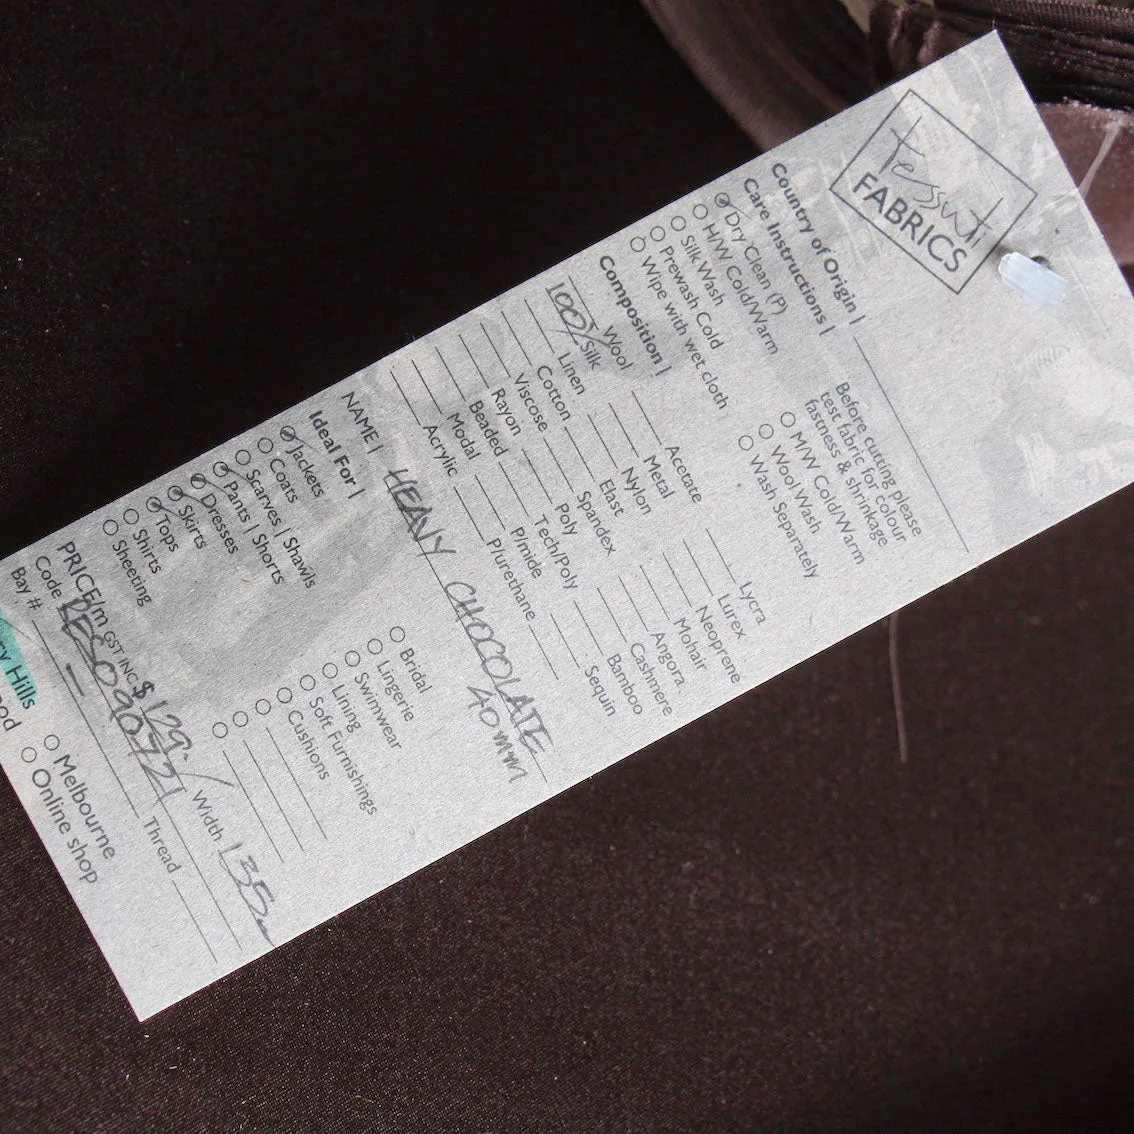 tessuti
FABRICS
Country of Origin |
Care Instructions |
Dry Clean (P)
H/W Cold/Warm
Silk Wash
Prewash Cold
Wipe with wet cloth
Before cutting please
test fabric for colour
fastness & shrinkage
M/W Cold/Warm
Wool Wash
Wash Separately
Composition |
Wool
100% Silk
Linen
Cotton
Viscose
Rayon
Beaded
Modal
Acrylic
Acetate
Metal
Nylon
Elast
Spandex
Poly
Tech/Poly
P/mide
P/urethane
Lycra
Lurex
Neoprene
Mohair
Angora
Cashmere
Bamboo
Sequin
NAME | HEAVY CHOCOLATE
40mm
Ideal For |
Jackets
Coats
Scarves | Shawls
Pants | Shorts
Dresses
Skirts
Tops
Shirts
Sheeting
Bridal
Lingerie
Swimwear
Lining
Soft Furnishings
Cushions
PRICE/m GST INC $129.- Width 135
Code Thread
Bay #
ry Hills
Melbourne
Online shop